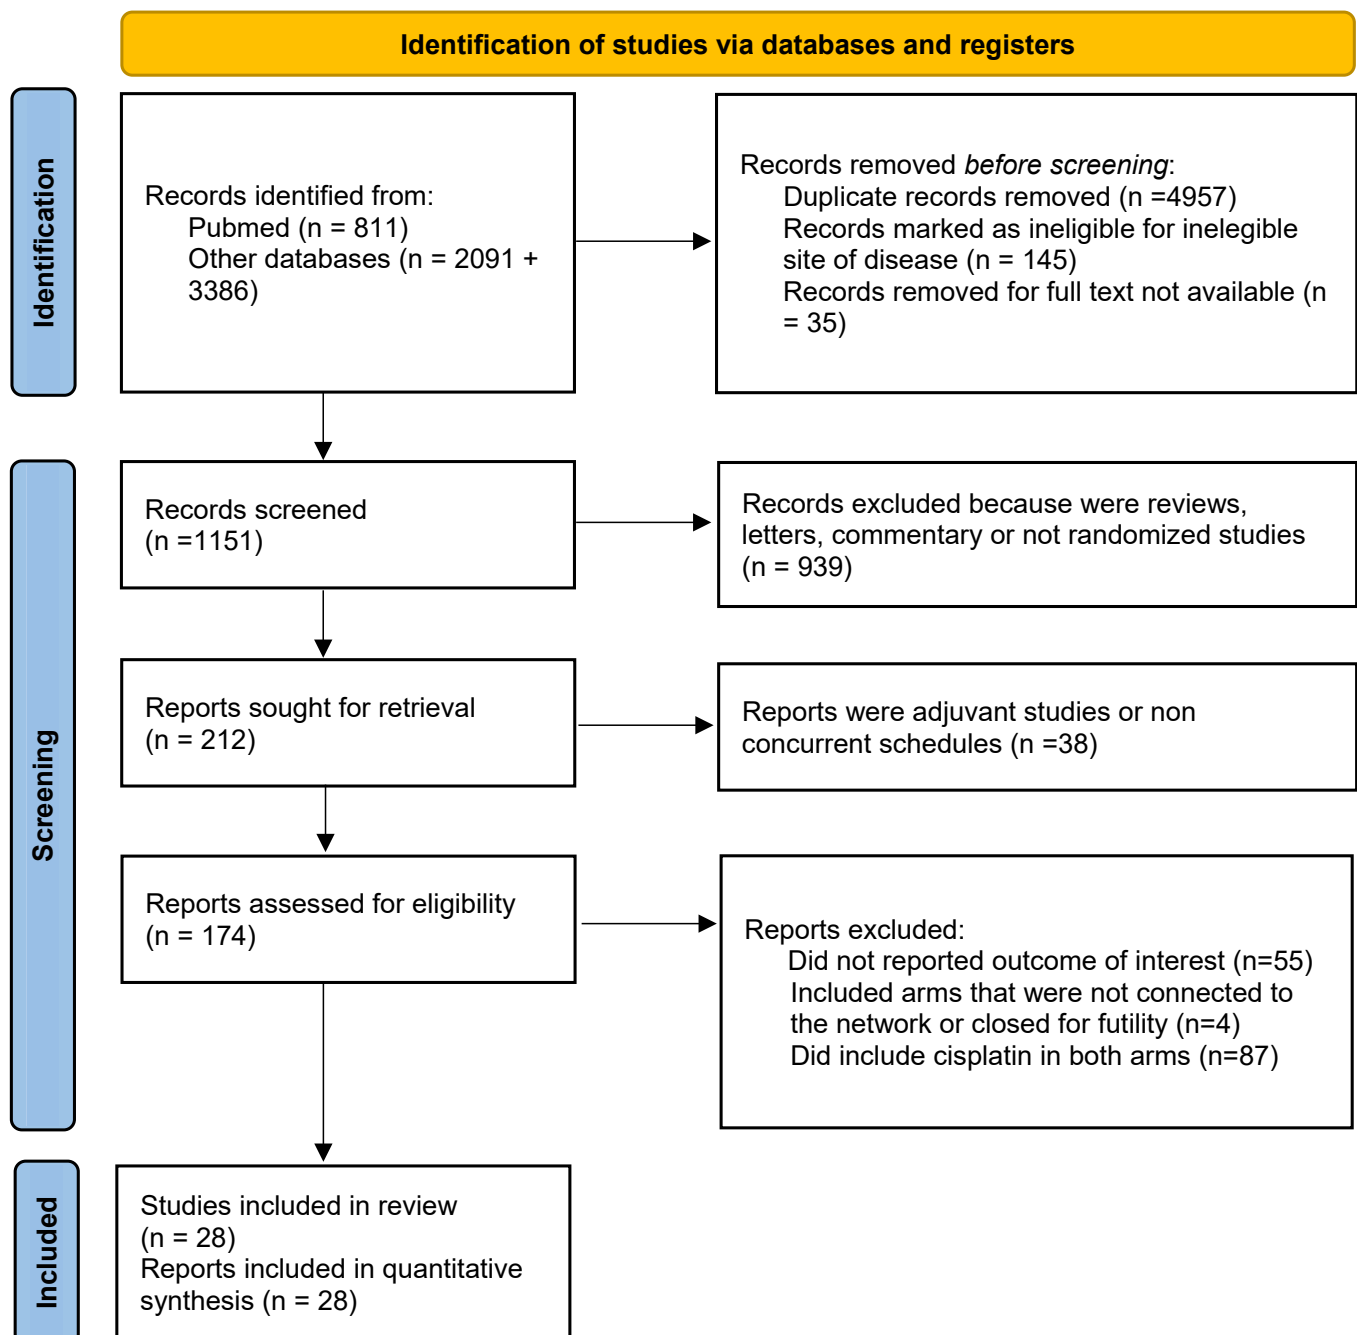 Identification of studies via databases and registers
Identification
Records identified from:
Pubmed (n = 811)
Other databases (n = 2091 +
3386)
Records removed before screening:
Duplicate records removed (n =4957)
Records marked as ineligible for inelegible
site of disease (n = 145)
Records removed for full text not available (n
= 35)
Screening
Records screened
(n =1151)
Records excluded because were reviews,
letters, commentary or not randomized studies
(n = 939)
Reports sought for retrieval
(n = 212)
Reports were adjuvant studies or non
concurrent schedules (n =38)
Reports assessed for eligibility
(n = 174)
Reports excluded:
Did not reported outcome of interest (n=55)
Included arms that were not connected to
the network or closed for futility (n=4)
Did include cisplatin in both arms (n=87)
Included
Studies included in review
(n = 28)
Reports included in quantitative
synthesis (n = 28)